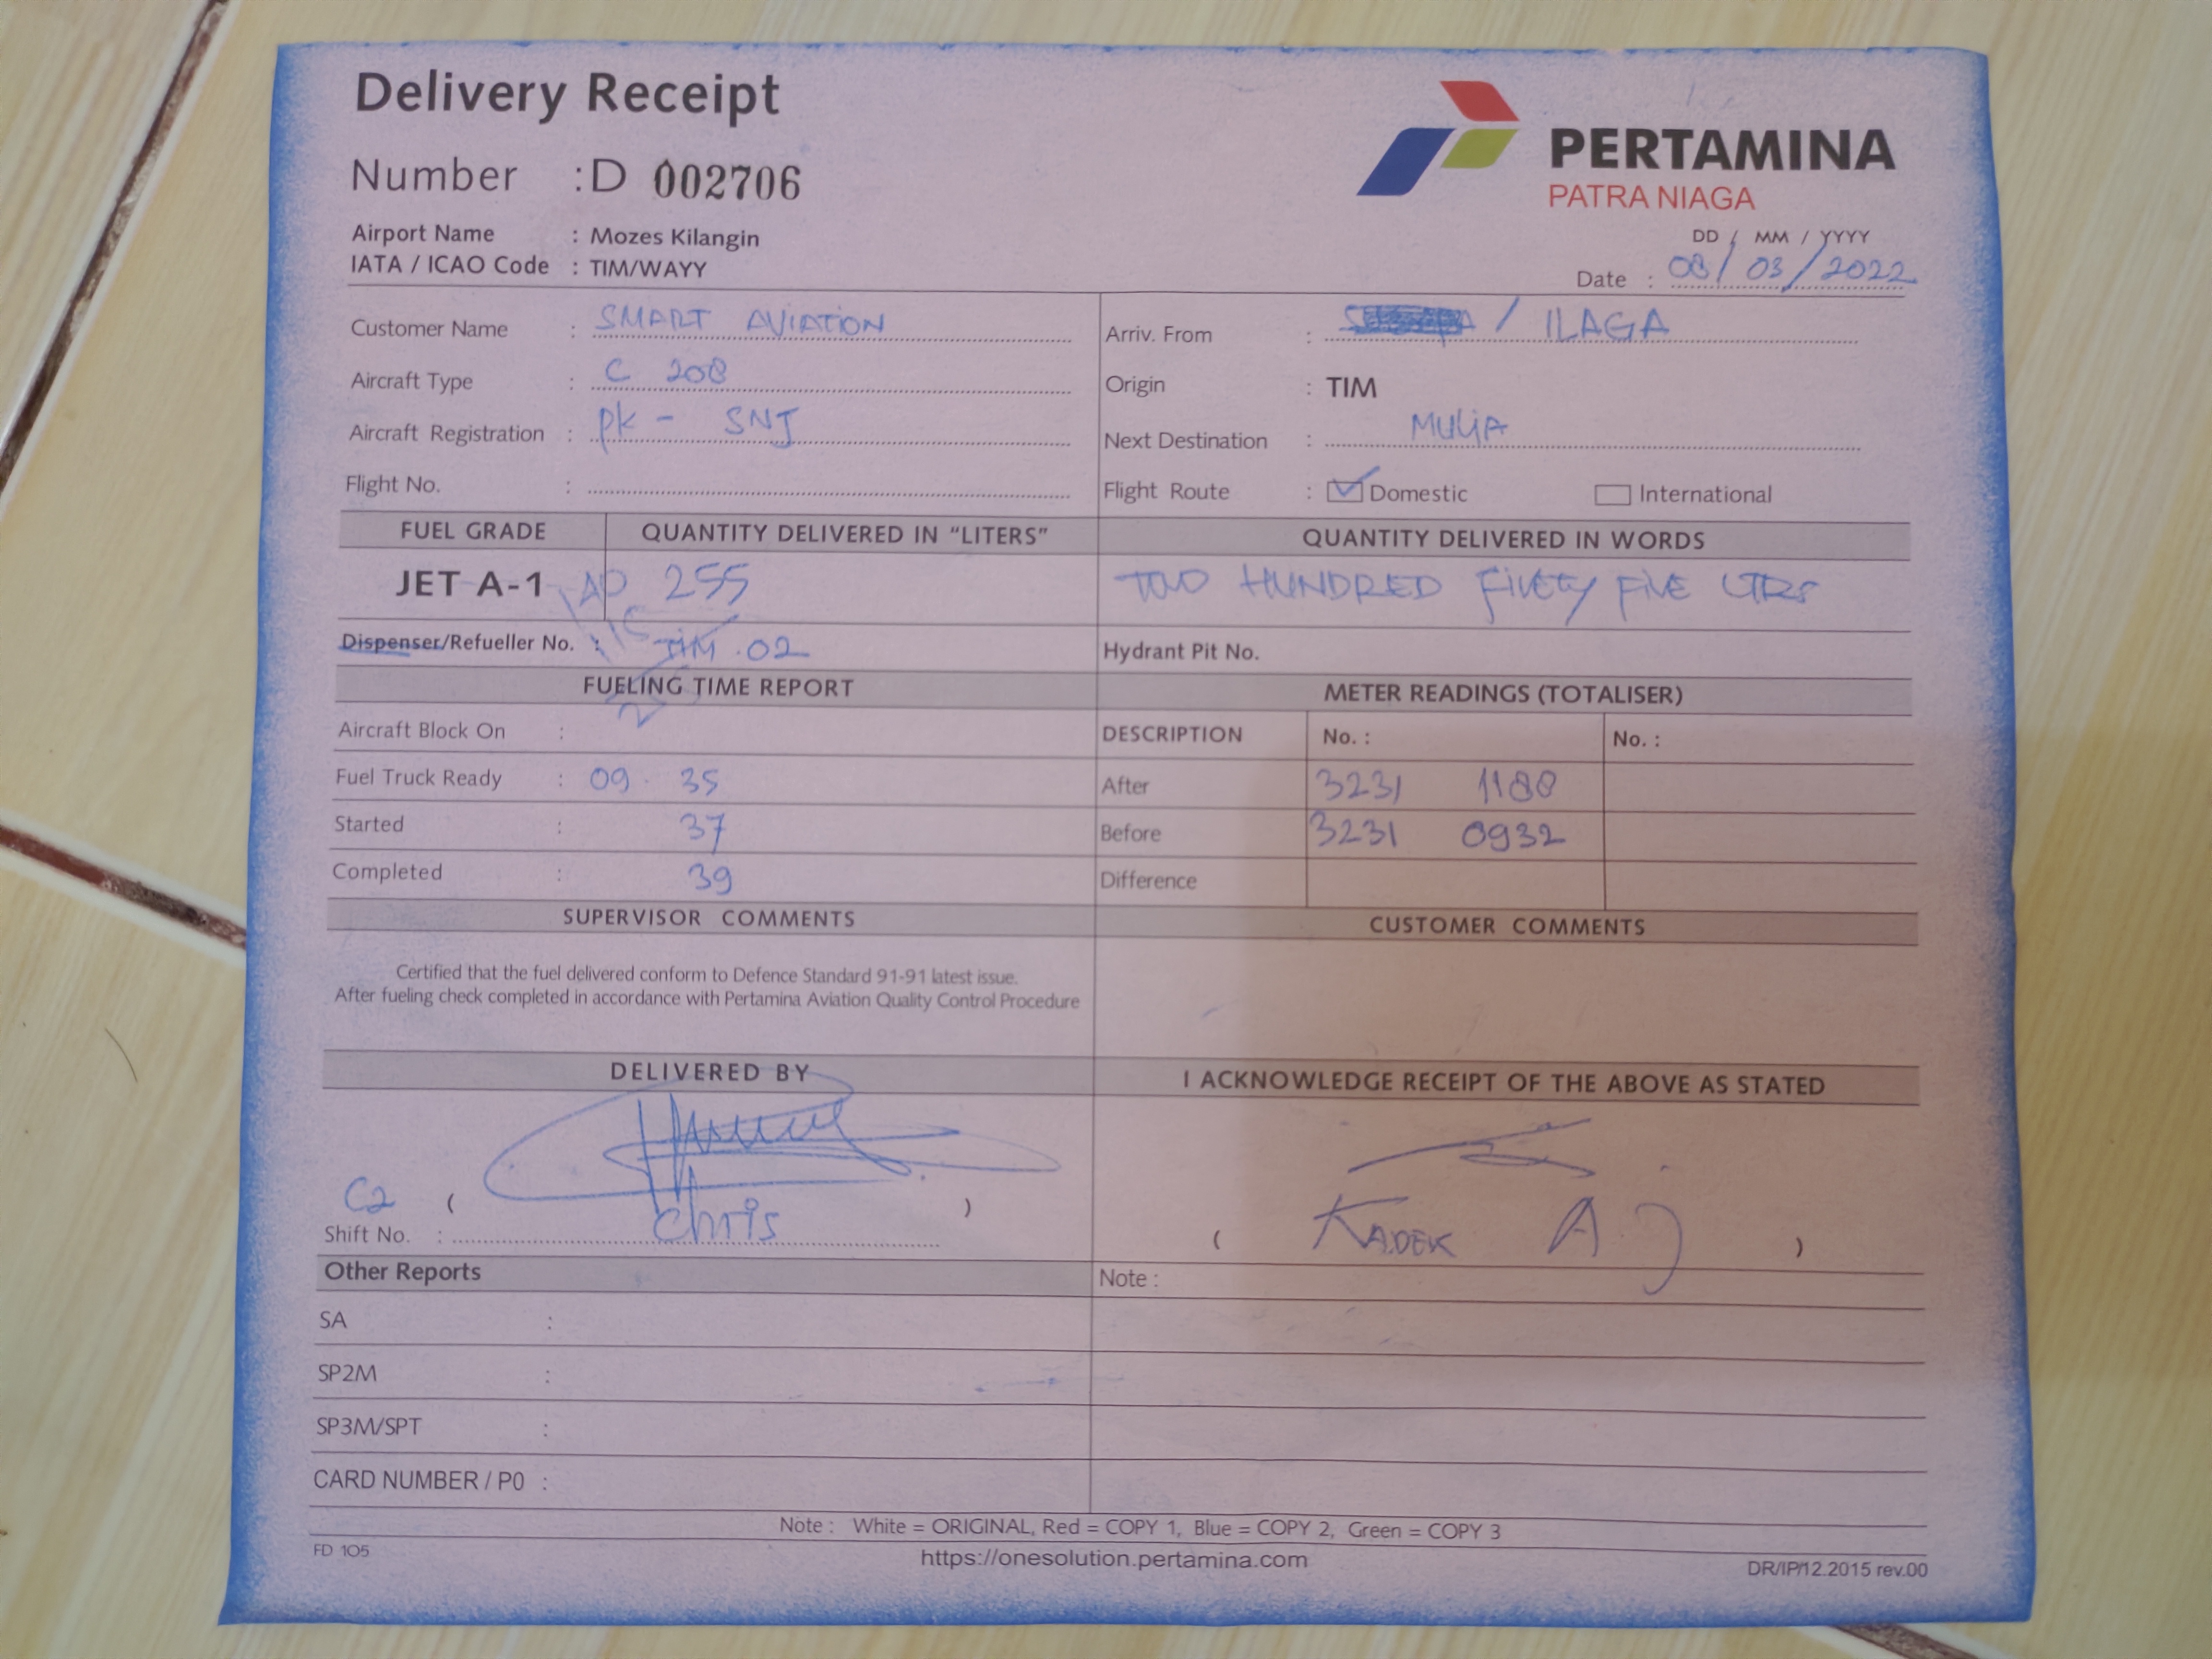 Delivery Receipt
Number : D 002706
PERTAMINA
PATRA NIAGA
Airport Name : Mozes Kilangin
IATA / ICAO Code : TIM/WAYY
DD / MM / YYYY
Date : 08/03/2022
Customer Name : SMART AVIATION
Arriv. From : / ILAGA
Aircraft Type : C 208
Origin : TIM
Aircraft Registration : PK - SNJ
Next Destination : MULIA
Flight No. :
Flight Route : Domestic International
FUEL GRADE QUANTITY DELIVERED IN "LITERS" QUANTITY DELIVERED IN WORDS
JET A-1 255 TWO HUNDRED FIVETY FIVE LTRS
Dispenser/Refueller No. : TIM . 02
Hydrant Pit No.
FUELING TIME REPORT METER READINGS (TOTALISER)
Aircraft Block On :
DESCRIPTION No. : No. :
Fuel Truck Ready : 09 . 35
After 3231 1188
Started : 37
Before 3231 0932
Completed : 39
Difference
SUPERVISOR COMMENTS CUSTOMER COMMENTS
Certified that the fuel delivered conform to Defence Standard 91-91 latest issue.
After fueling check completed in accordance with Pertamina Aviation Quality Control Procedure
DELIVERED BY I ACKNOWLEDGE RECEIPT OF THE ABOVE AS STATED
C2 ( )
Shift No. : Chris
( KADEK A J )
Other Reports Note :
SA :
SP2M :
SP3M/SPT :
CARD NUMBER / P0 :
Note : White = ORIGINAL, Red = COPY 1, Blue = COPY 2, Green = COPY 3
FD 105 https://onesolution.pertamina.com DR/IP/12.2015 rev.00